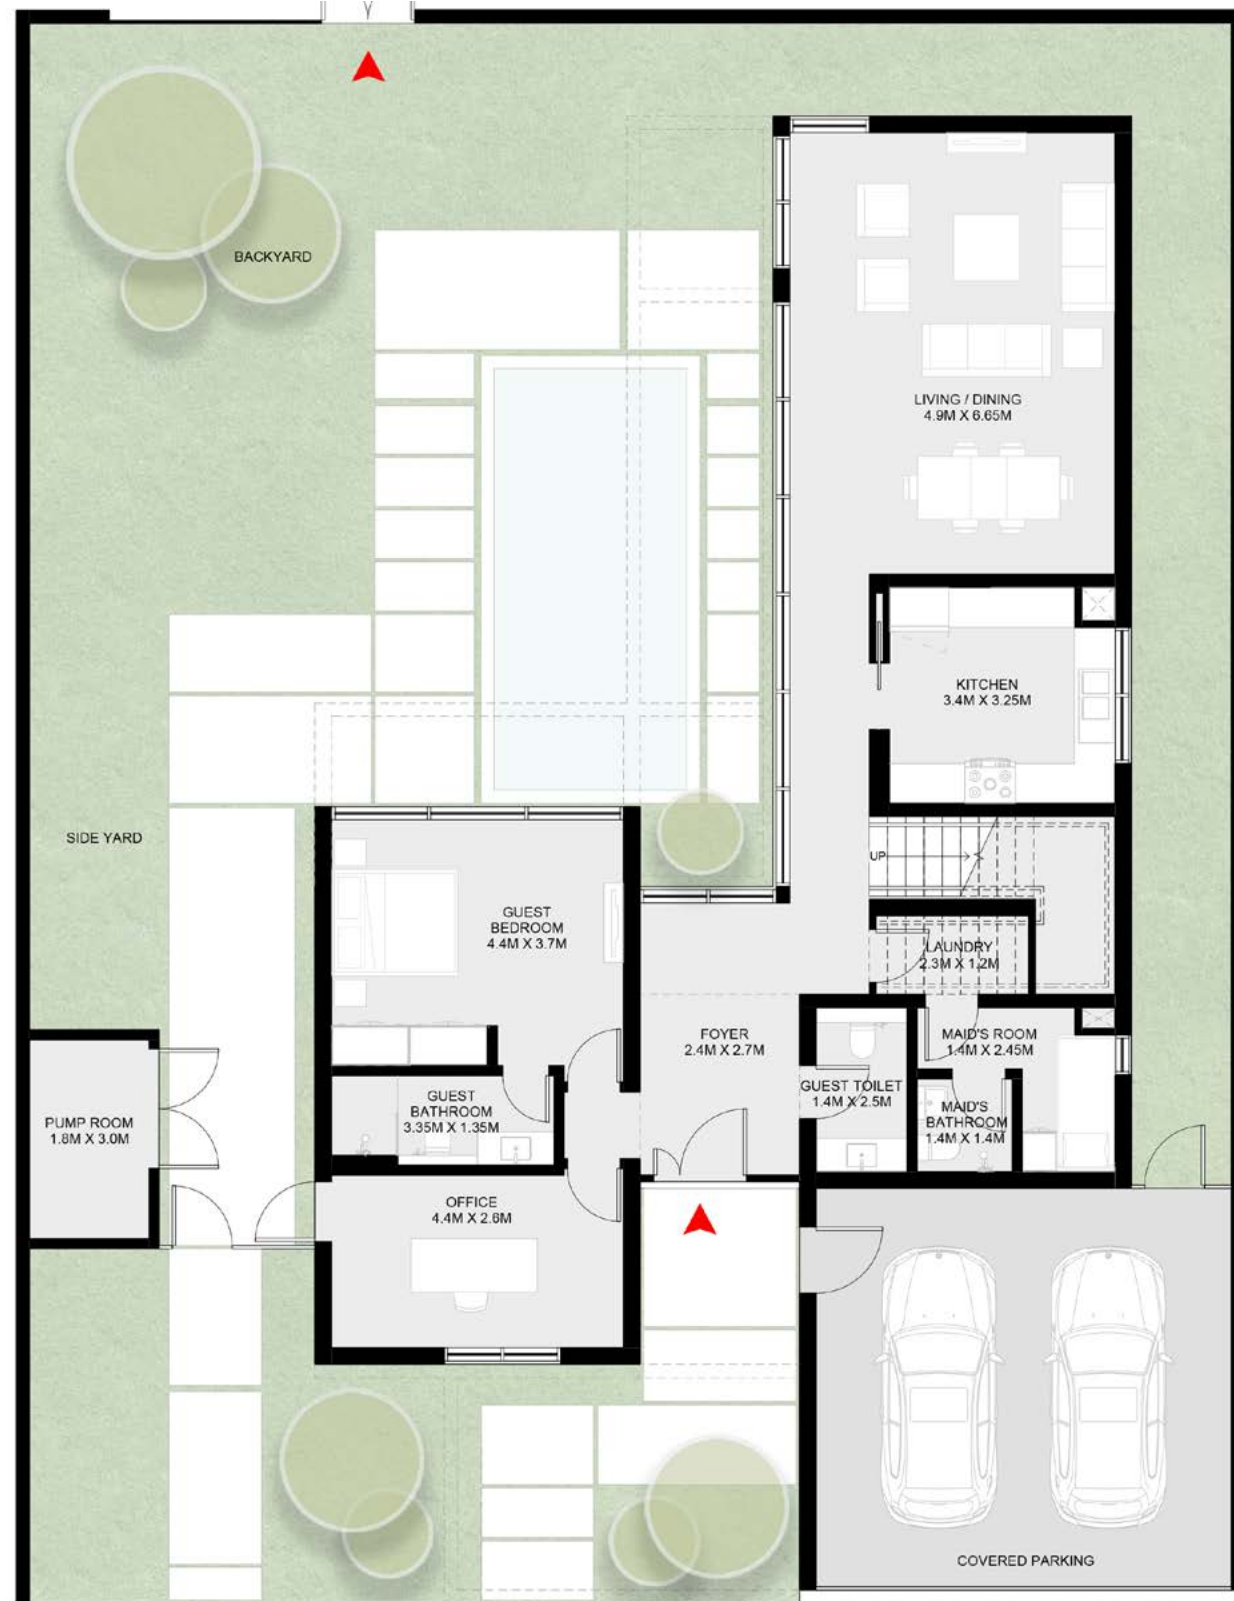 BACKYARD
LIVING / DINING
4.9M X 6.65M
KITCHEN
3.4M X 3.25M
SIDE YARD
UP
GUEST
BEDROOM
4.4M X 3.7M
LAUNDRY
2.3M X 1.2M
FOYER
2.4M X 2.7M
MAID'S ROOM
1.4M X 2.45M
GUEST TOILET
1.4M X 2.5M
GUEST
BATHROOM
3.35M X 1.35M
MAID'S
BATHROOM
1.4M X 1.4M
PUMP ROOM
1.8M X 3.0M
OFFICE
4.4M X 2.6M
COVERED PARKING